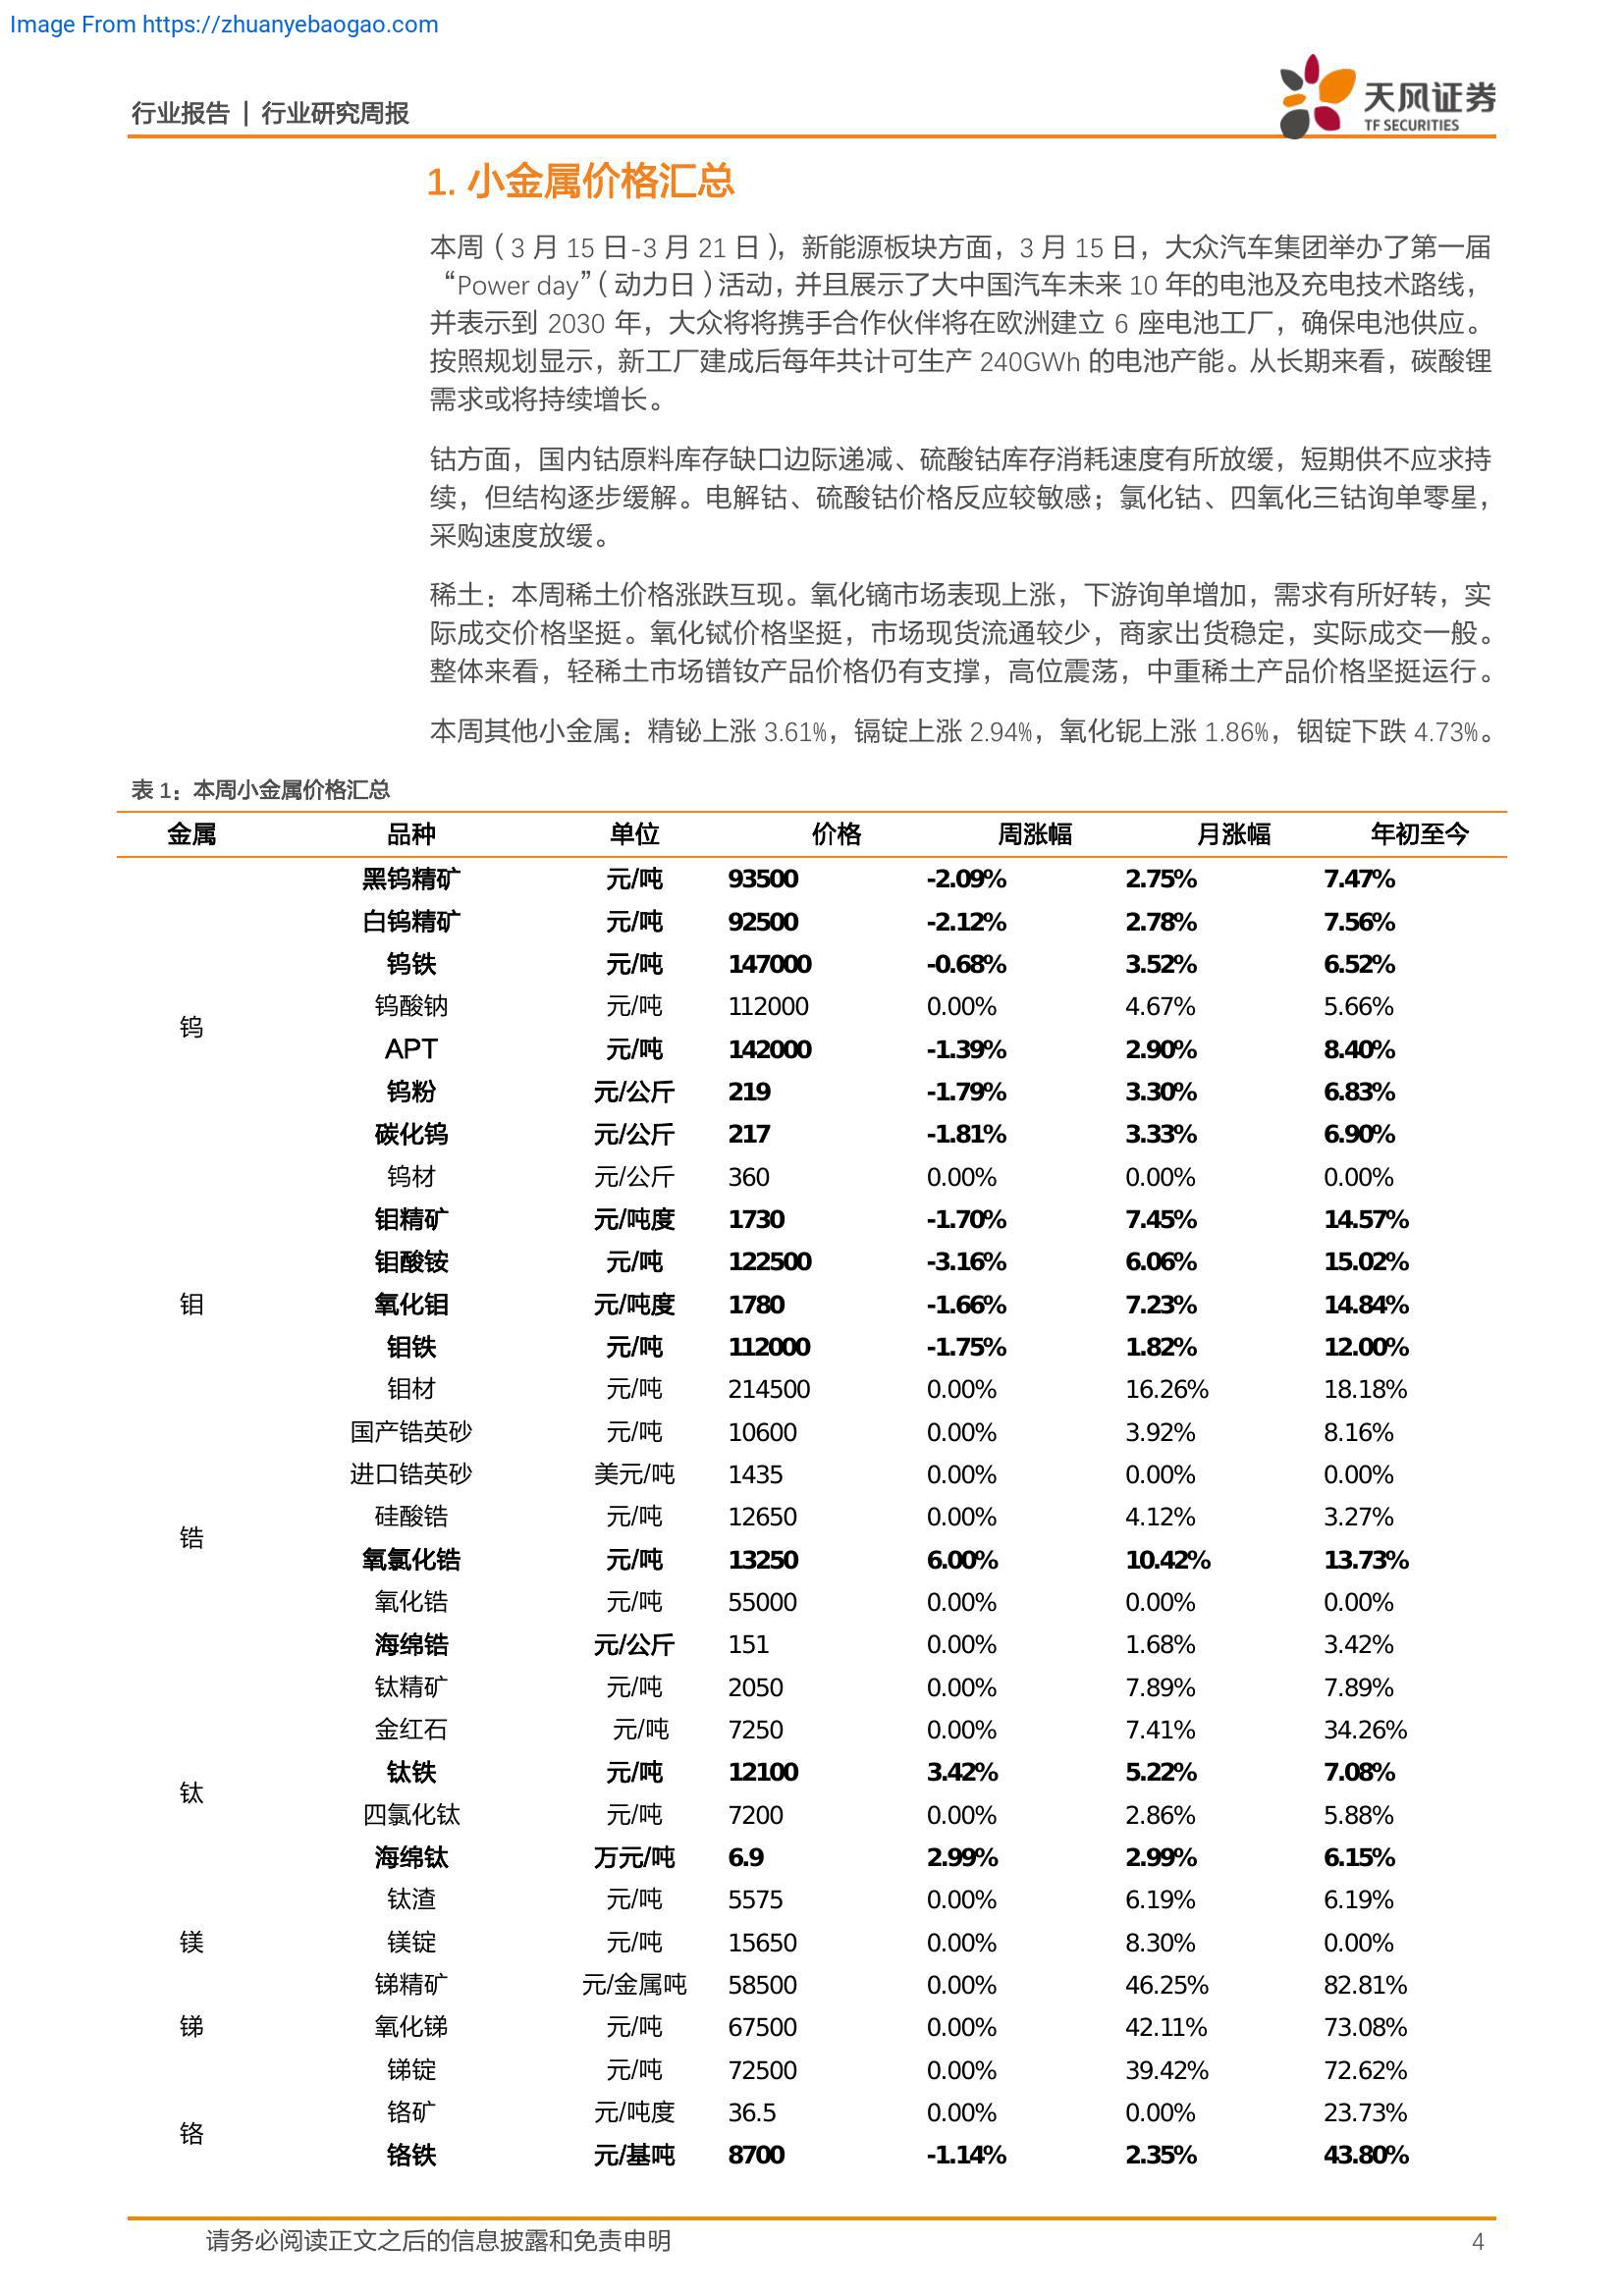 Image From https://zhuanyebaogao.com
行业报告 | 行业研究周报
天风证券
TF SECURITIES
1. 小金属价格汇总
本周（3 月 15 日-3 月 21 日），新能源板块方面，3 月 15 日，大众汽车集团举办了第一届
“Power day”（动力日）活动，并且展示了大中国汽车未来 10 年的电池及充电技术路线，
并表示到 2030 年，大众将将携手合作伙伴将在欧洲建立 6 座电池工厂，确保电池供应。
按照规划显示，新工厂建成后每年共计可生产 240GWh 的电池产能。从长期来看，碳酸锂
需求或将持续增长。
钴方面，国内钴原料库存缺口边际递减、硫酸钴库存消耗速度有所放缓，短期供不应求持
续，但结构逐步缓解。电解钴、硫酸钴价格反应较敏感；氯化钴、四氧化三钴询单零星，
采购速度放缓。
稀土：本周稀土价格涨跌互现。氧化镝市场表现上涨，下游询单增加，需求有所好转，实
际成交价格坚挺。氧化铽价格坚挺，市场现货流通较少，商家出货稳定，实际成交一般。
整体来看，轻稀土市场镨钕产品价格仍有支撑，高位震荡，中重稀土产品价格坚挺运行。
本周其他小金属：精铋上涨 3.61%，镉锭上涨 2.94%，氧化铌上涨 1.86%，铟锭下跌 4.73%。
表 1：本周小金属价格汇总
金属 品种 单位 价格 周涨幅 月涨幅 年初至今
黑钨精矿 元/吨 93500 -2.09% 2.75% 7.47%
白钨精矿 元/吨 92500 -2.12% 2.78% 7.56%
钨铁 元/吨 147000 -0.68% 3.52% 6.52%
钨酸钠 元/吨 112000 0.00% 4.67% 5.66%
钨
APT 元/吨 142000 -1.39% 2.90% 8.40%
钨粉 元/公斤 219 -1.79% 3.30% 6.83%
碳化钨 元/公斤 217 -1.81% 3.33% 6.90%
钨材 元/公斤 360 0.00% 0.00% 0.00%
钼精矿 元/吨度 1730 -1.70% 7.45% 14.57%
钼酸铵 元/吨 122500 -3.16% 6.06% 15.02%
钼 氧化钼 元/吨度 1780 -1.66% 7.23% 14.84%
钼铁 元/吨 112000 -1.75% 1.82% 12.00%
钼材 元/吨 214500 0.00% 16.26% 18.18%
国产锆英砂 元/吨 10600 0.00% 3.92% 8.16%
进口锆英砂 美元/吨 1435 0.00% 0.00% 0.00%
硅酸锆 元/吨 12650 0.00% 4.12% 3.27%
锆
氧氯化锆 元/吨 13250 6.00% 10.42% 13.73%
氧化锆 元/吨 55000 0.00% 0.00% 0.00%
海绵锆 元/公斤 151 0.00% 1.68% 3.42%
钛精矿 元/吨 2050 0.00% 7.89% 7.89%
金红石 元/吨 7250 0.00% 7.41% 34.26%
钛铁 元/吨 12100 3.42% 5.22% 7.08%
钛
四氯化钛 元/吨 7200 0.00% 2.86% 5.88%
海绵钛 万元/吨 6.9 2.99% 2.99% 6.15%
钛渣 元/吨 5575 0.00% 6.19% 6.19%
镁 镁锭 元/吨 15650 0.00% 8.30% 0.00%
锑精矿 元/金属吨 58500 0.00% 46.25% 82.81%
锑 氧化锑 元/吨 67500 0.00% 42.11% 73.08%
锑锭 元/吨 72500 0.00% 39.42% 72.62%
铬矿 元/吨度 36.5 0.00% 0.00% 23.73%
铬
铬铁 元/基吨 8700 -1.14% 2.35% 43.80%
请务必阅读正文之后的信息披露和免责申明 4